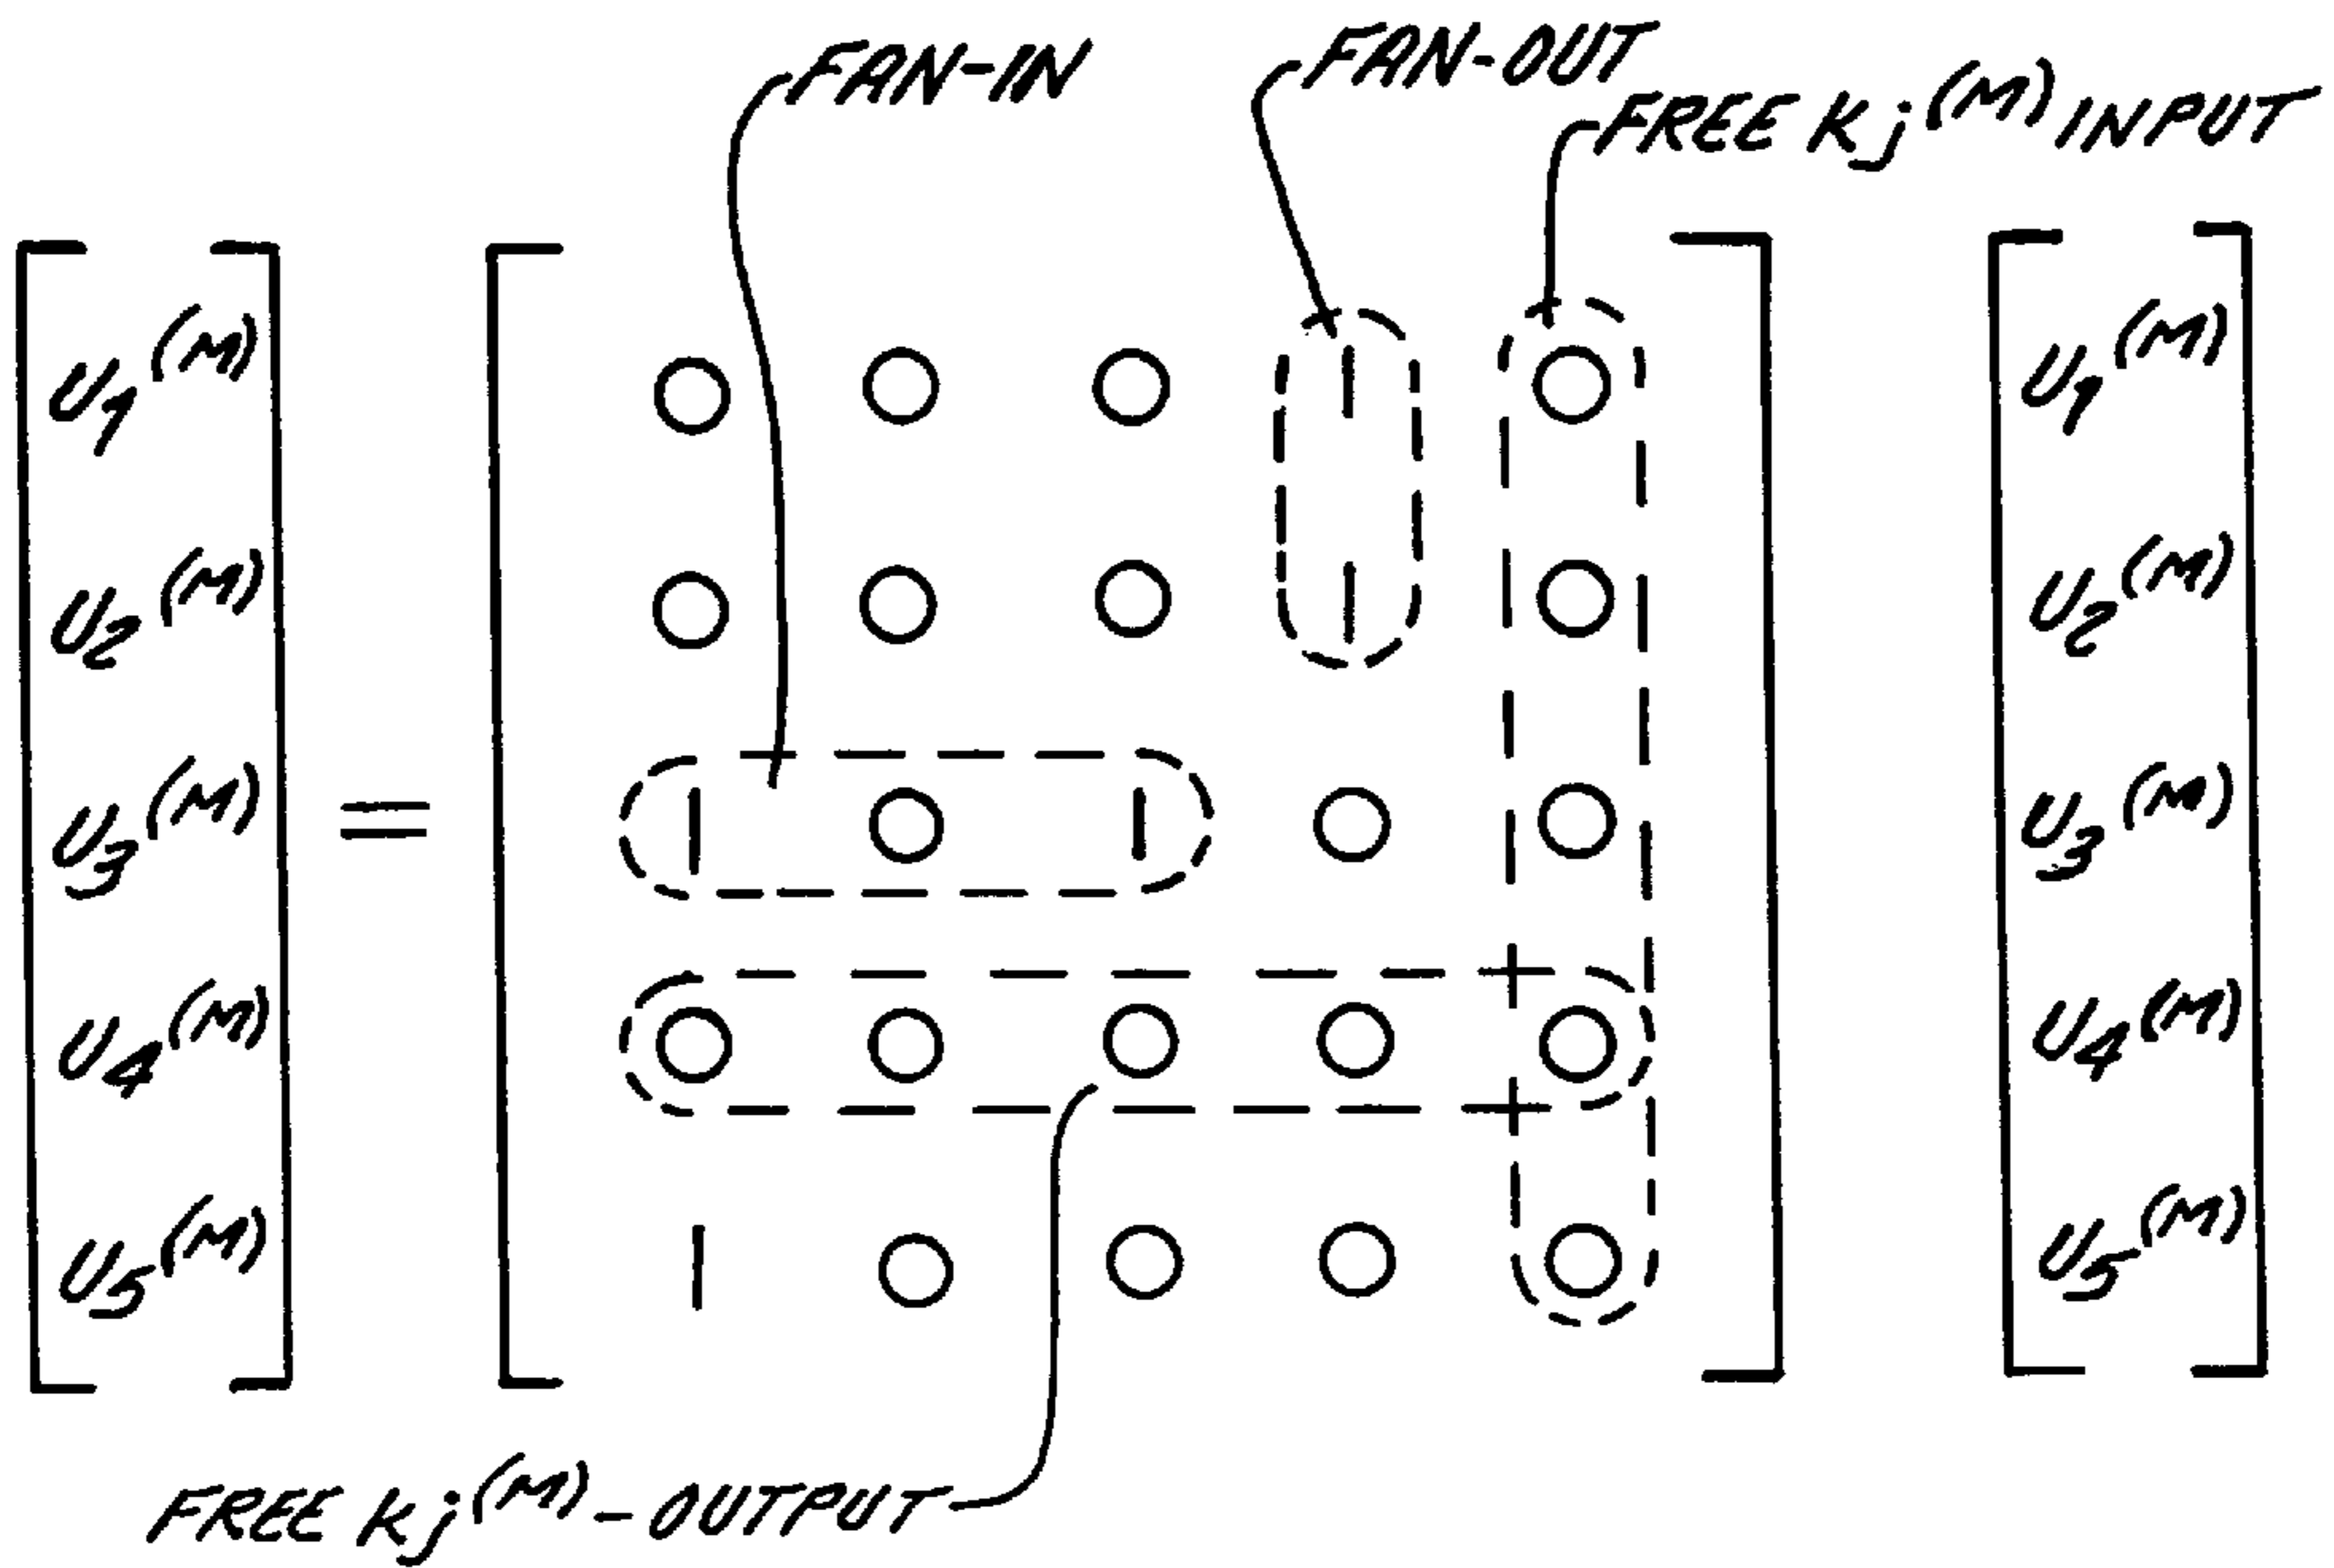 FAN-IN
FAN-OUT
FREE Kj(M) INPUT
U1(M) O O O I O U1(M)
U2(M) O O O I O U2(M)
U3(M) = I O I O O U3(M)
U4(M) O O O O O U4(M)
U5(M) I O O O O U5(M)
FREE Kj(M)-OUTPUT